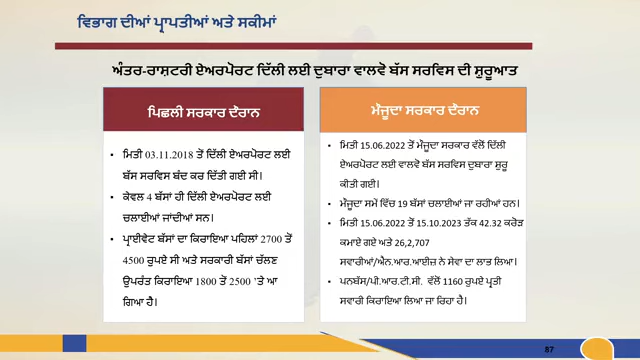 ਵਿਭਾਗ ਦੀਆਂ ਪ੍ਰਾਪਤੀਆਂ ਅਤੇ ਸਕੀਮਾਂ
ਅੰਤਰ-ਰਾਸ਼ਟਰੀ ਏਅਰਪੋਰਟ ਦਿੱਲੀ ਲਈ ਦੁਬਾਰਾ ਵਾਲਵੋ ਬੱਸ ਸਰਵਿਸ ਦੀ ਸ਼ੁਰੂਆਤ
ਪਿਛਲੀ ਸਰਕਾਰ ਦੌਰਾਨ
• ਮਿਤੀ 03.11.2018 ਤੋਂ ਦਿੱਲੀ ਏਅਰਪੋਰਟ ਲਈ
ਬੱਸ ਸਰਵਿਸ ਬੰਦ ਕਰ ਦਿੱਤੀ ਗਈ ਸੀ।
• ਕੇਵਲ 4 ਬੱਸਾਂ ਹੀ ਦਿੱਲੀ ਏਅਰਪੋਰਟ ਲਈ
ਚਲਾਈਆਂ ਜਾਂਦੀਆਂ ਸਨ।
• ਪ੍ਰਾਈਵੇਟ ਬੱਸਾਂ ਦਾ ਕਿਰਾਇਆ ਪਹਿਲਾਂ 2700 ਤੋਂ
4500 ਰੁਪਏ ਸੀ ਅਤੇ ਸਰਕਾਰੀ ਬੱਸਾਂ ਚੱਲਣ
ਉਪਰੰਤ ਕਿਰਾਇਆ 1800 ਤੋਂ 2500 'ਤੇ ਆ
ਗਿਆ ਹੈ।
ਮੌਜੂਦਾ ਸਰਕਾਰ ਦੌਰਾਨ
• ਮਿਤੀ 15.06.2022 ਤੋਂ ਮੌਜੂਦਾ ਸਰਕਾਰ ਵੱਲੋਂ ਦਿੱਲੀ
ਏਅਰਪੋਰਟ ਲਈ ਵਾਲਵੋ ਬੱਸ ਸਰਵਿਸ ਦੁਬਾਰਾ ਸ਼ੁਰੂ
ਕੀਤੀ ਗਈ।
• ਮੌਜੂਦਾ ਸਮੇਂ ਵਿੱਚ 19 ਬੱਸਾਂ ਚਲਾਈਆਂ ਜਾ ਰਹੀਆਂ ਹਨ।
• ਮਿਤੀ 15.06.2022 ਤੋਂ 15.10.2023 ਤੱਕ 42.32 ਕਰੋੜ
ਕਮਾਏ ਗਏ ਅਤੇ 26,2,707
ਸਵਾਰੀਆਂ/ਐਨ.ਆਰ.ਆਈਜ਼ ਨੇ ਸੇਵਾ ਦਾ ਲਾਭ ਲਿਆ।
• ਪਨਬੱਸ/ਪੀ.ਆਰ.ਟੀ.ਸੀ. ਵੱਲੋਂ 1160 ਰੁਪਏ ਪ੍ਰਤੀ
ਸਵਾਰੀ ਕਿਰਾਇਆ ਲਿਆ ਜਾ ਰਿਹਾ ਹੈ।
87